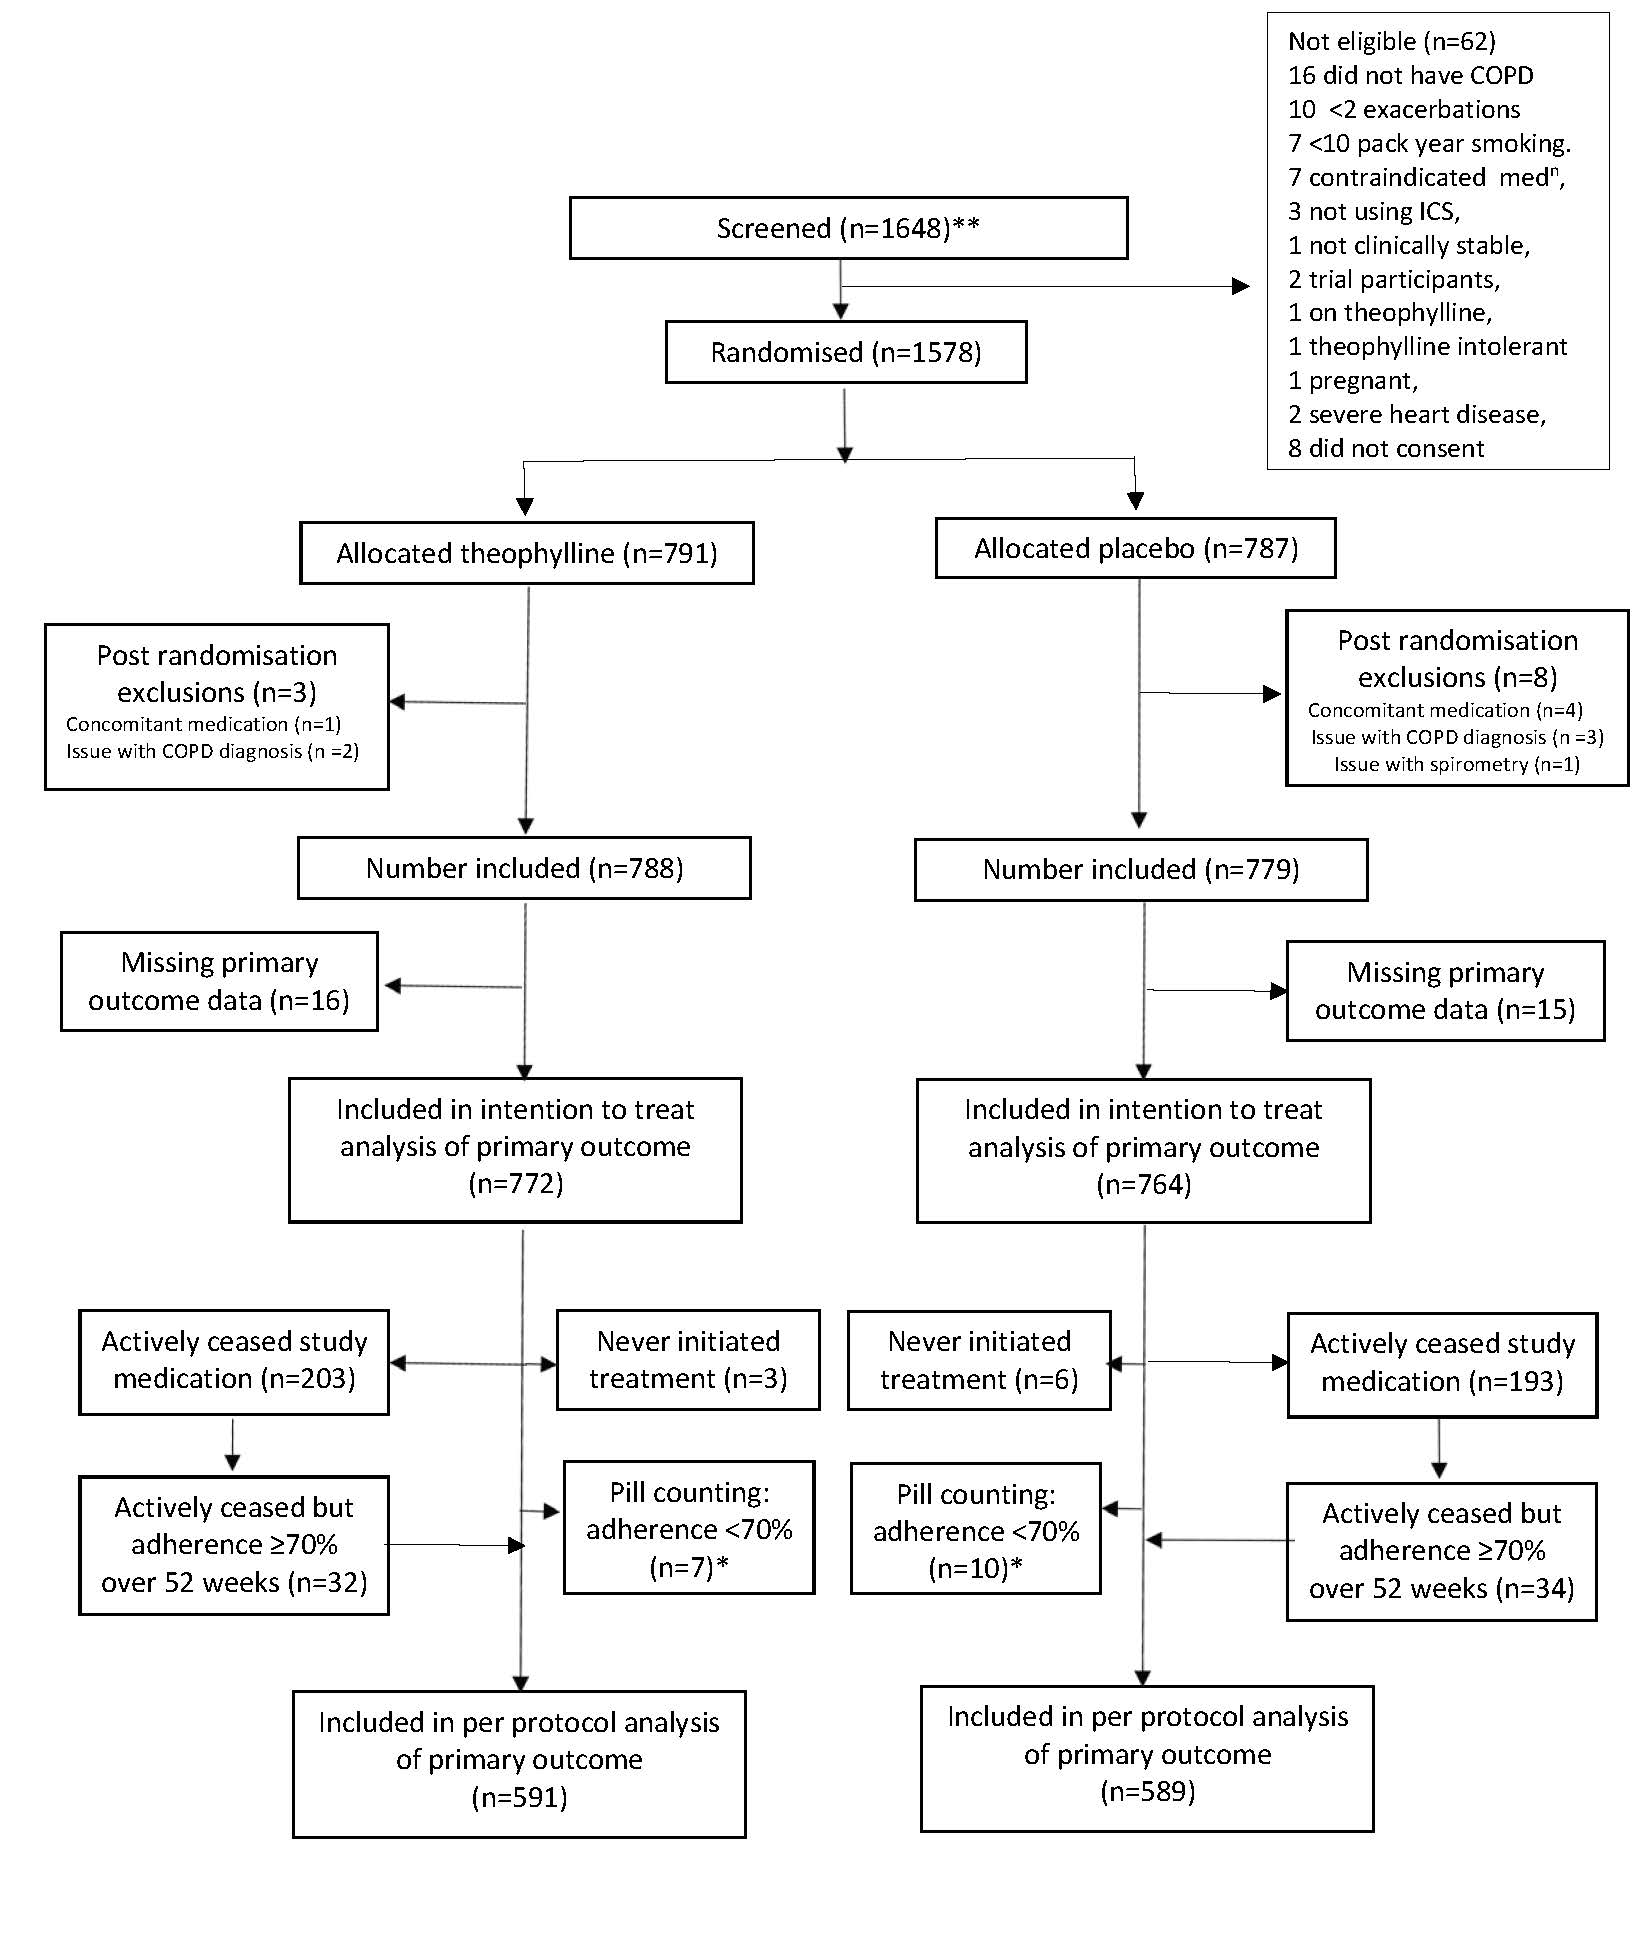 Not eligible (n=62)
16 did not have COPD
10  <2 exacerbations
7 <10 pack year smoking.
7 contraindicated  medⁿ,
3 not using ICS,
1 not clinically stable,
2 trial participants,
1 on theophylline,
1 theophylline intolerant
1 pregnant,
2 severe heart disease,
8 did not consent
Screened (n=1648)**
Randomised (n=1578)
Allocated theophylline (n=791)
Allocated placebo (n=787)
Post randomisation
exclusions (n=3)
Concomitant medication (n=1)
Issue with COPD diagnosis (n =2)
Post randomisation
exclusions (n=8)
Concomitant medication (n=4)
Issue with COPD diagnosis (n =3)
Issue with spirometry (n=1)
Number included (n=788)
Number included (n=779)
Missing primary
outcome data (n=16)
Missing primary
outcome data (n=15)
Included in intention to treat
analysis of primary outcome
(n=772)
Included in intention to treat
analysis of primary outcome
(n=764)
Actively ceased study
medication (n=203)
Never initiated
treatment (n=3)
Never initiated
treatment (n=6)
Actively ceased study
medication (n=193)
Actively ceased but
adherence ≥70%
over 52 weeks (n=32)
Pill counting:
adherence <70%
(n=7)*
Pill counting:
adherence <70%
(n=10)*
Actively ceased but
adherence ≥70%
over 52 weeks (n=34)
Included in per protocol analysis
of primary outcome
(n=591)
Included in per protocol analysis
of primary outcome
(n=589)